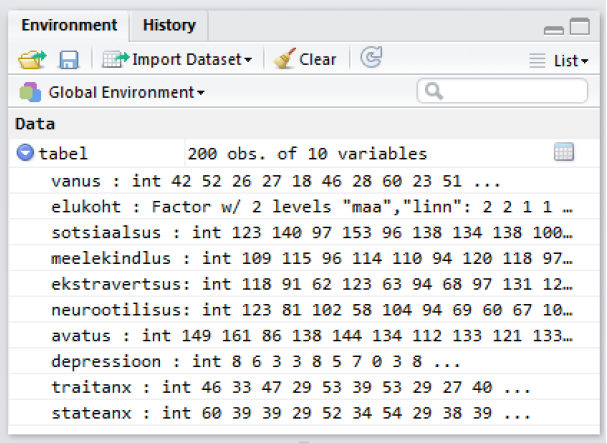 Environment History
Import Dataset Clear List
Global Environment
Data
tabel 200 obs. of 10 variables
vanus : int 42 52 26 27 18 46 28 60 23 51 ...
elukoht : Factor w/ 2 levels "maa","linn": 2 2 1 1 …
sotsiaalsus : int 123 140 97 153 96 138 134 138 100…
meelekindlus : int 109 115 96 114 110 94 120 118 97…
ekstravertsus: int 118 91 62 123 63 94 68 97 131 12…
neurootilisus: int 123 81 102 58 104 94 69 60 67 10…
avatus : int 149 161 86 138 144 134 112 133 121 133…
depressioon : int 8 6 3 3 8 5 7 0 3 8 ...
traitanx : int 46 33 47 29 53 39 53 29 27 40 ...
stateanx : int 60 39 39 29 52 34 54 29 38 39 ...